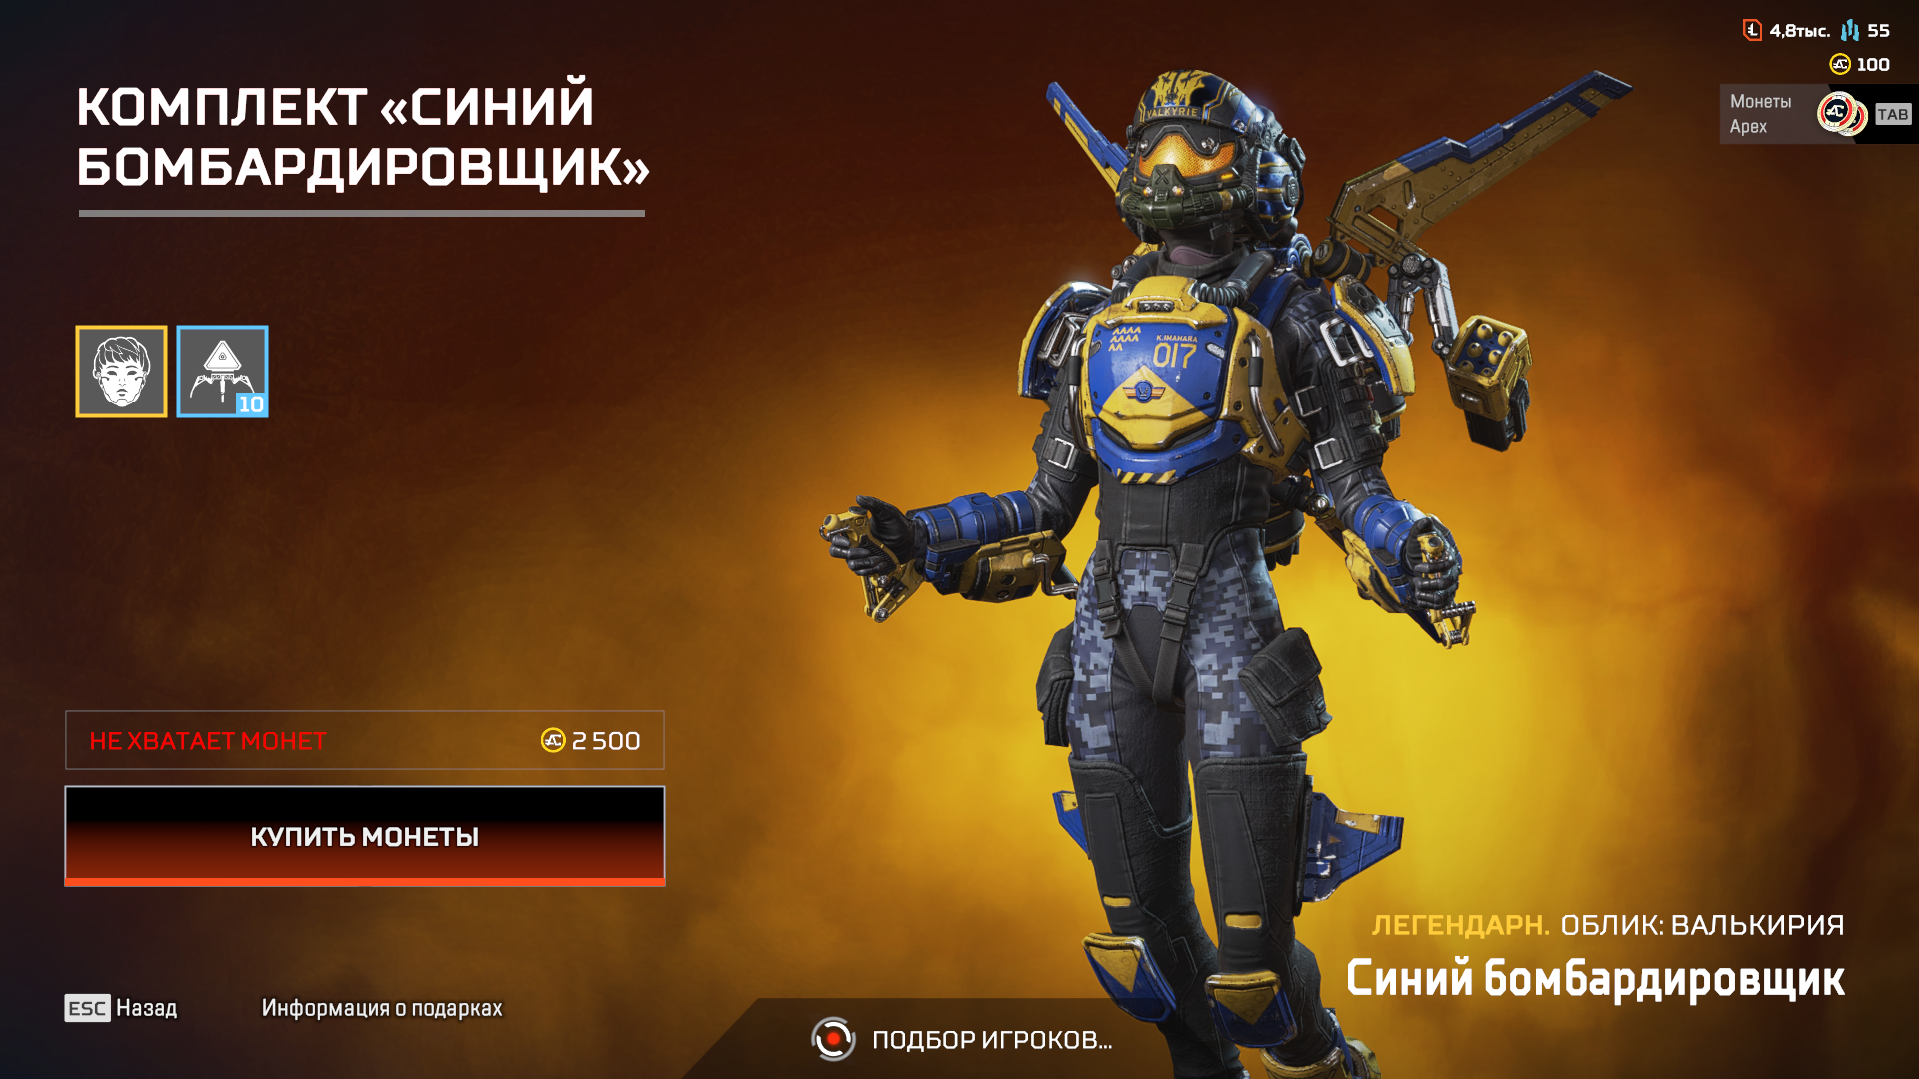 4,8тыс. 55
100
Монеты
Apex
TAB
КОМПЛЕКТ «СИНИЙ
БОМБАРДИРОВЩИК»
VALKYRIE
K.IMAHARA
017
10
НЕ ХВАТАЕТ МОНЕТ 2 500
КУПИТЬ МОНЕТЫ
ЛЕГЕНДАРН. ОБЛИК: ВАЛЬКИРИЯ
Синий бомбардировщик
ESC Назад Информация о подарках
ПОДБОР ИГРОКОВ...